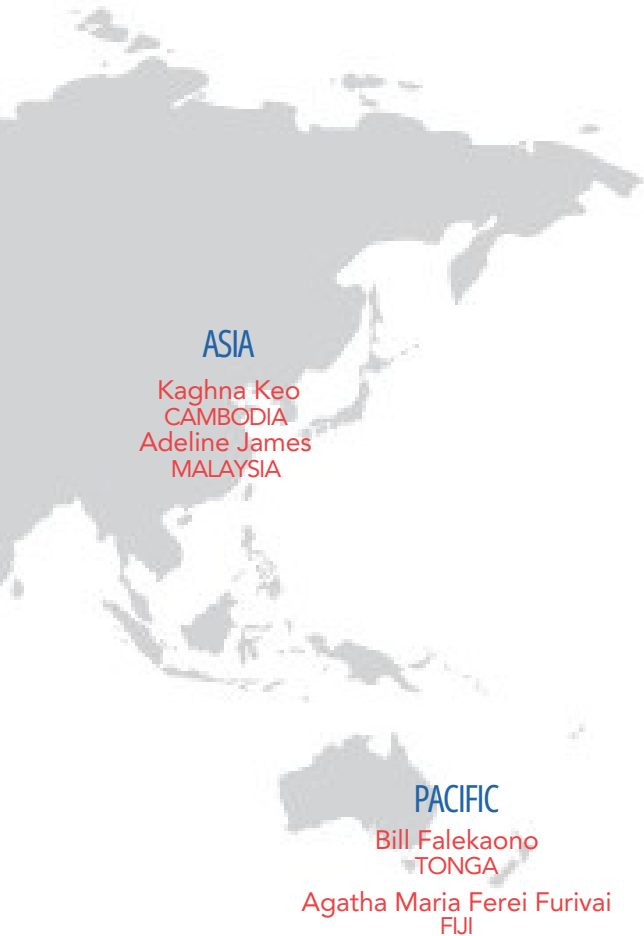 ASIA
Kaghna Keo
CAMBODIA
Adeline James
MALAYSIA
PACIFIC
Bill Falekaono
TONGA
Agatha Maria Ferei Furivai
FIJI